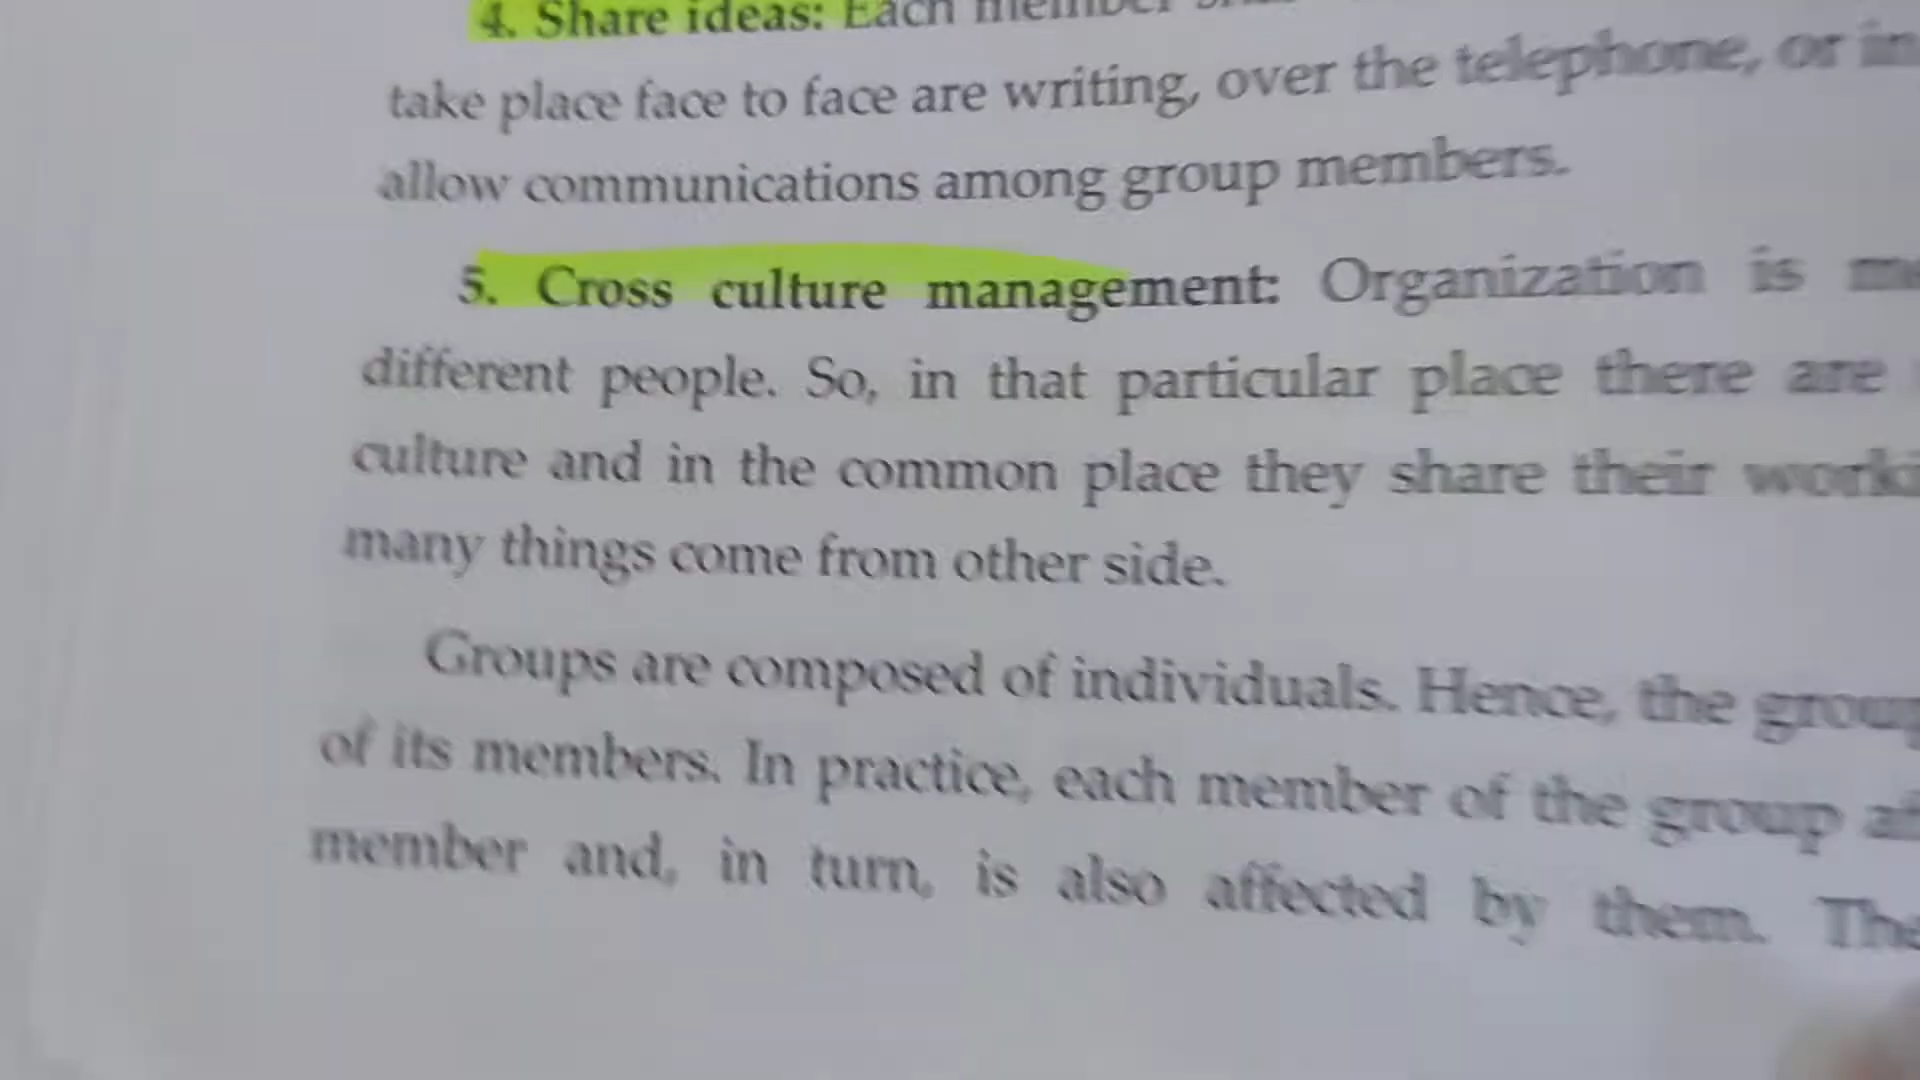 4. Share ideas: Each member
take place face to face are writing, over the telephone, or in
allow communications among group members.
5. Cross culture management: Organization is
different people. So, in that particular place there are
culture and in the common place they share their
many things come from other side.
Groups are composed of individuals. Hence, the
of its members. In practice, each member of the group
member and, in turn, is also affected by them.